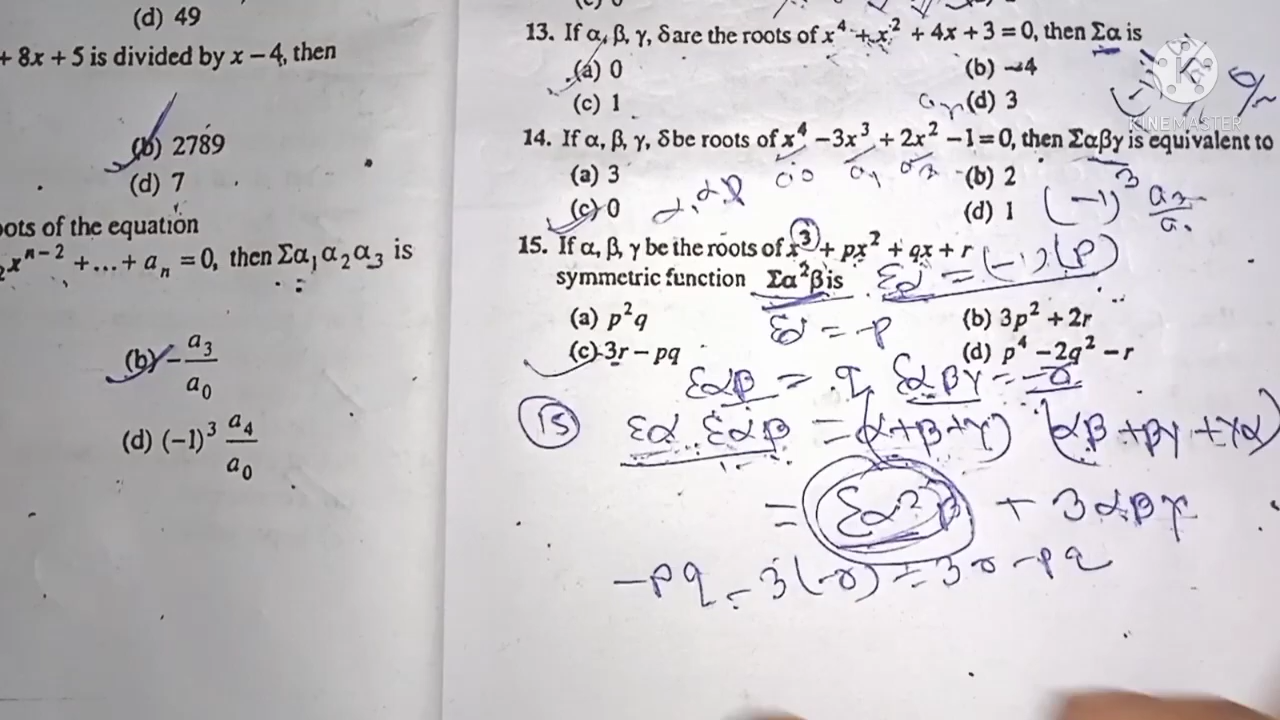 (d) 49
+ 8x + 5 is divided by x – 4, then
(b) 2789
(d) 7
oots of the equation
x^{n-2} + ... + a_n = 0, then Σα₁α₂α₃ is
(b) - a₃/a₀
(d) (-1)³ a₄/a₀
13. If α, β, γ, δ are the roots of x⁴ + x² + 4x + 3 = 0, then Σα is
(a) 0
(b) –4
(c) 1
(d) 3
KINEMASTER
14. If α, β, γ, δ be roots of x⁴ – 3x³ + 2x² – 1 = 0, then Σαβγ is equivalent to
(a) 3
(b) 2
(c) 0
(d) 1
a₀ a₁ a₂
α, αβ
(-1)³ a₃/a₀
15. If α, β, γ be the roots of x³ + px² + qx + r
symmetric function Σα²β is
Σα = (-1)(p)
(a) p²q
(b) 3p² + 2r
Σα = -p
(c) 3r – pq
(d) p⁴ – 2q² – r
Σαβ = q, Σαβγ = -r
(15) Σα Σαβ = (α+β+γ) (αβ+βγ+γα)
= Σα²β + 3αβγ
-pq - 3(-r) = 3r - pq